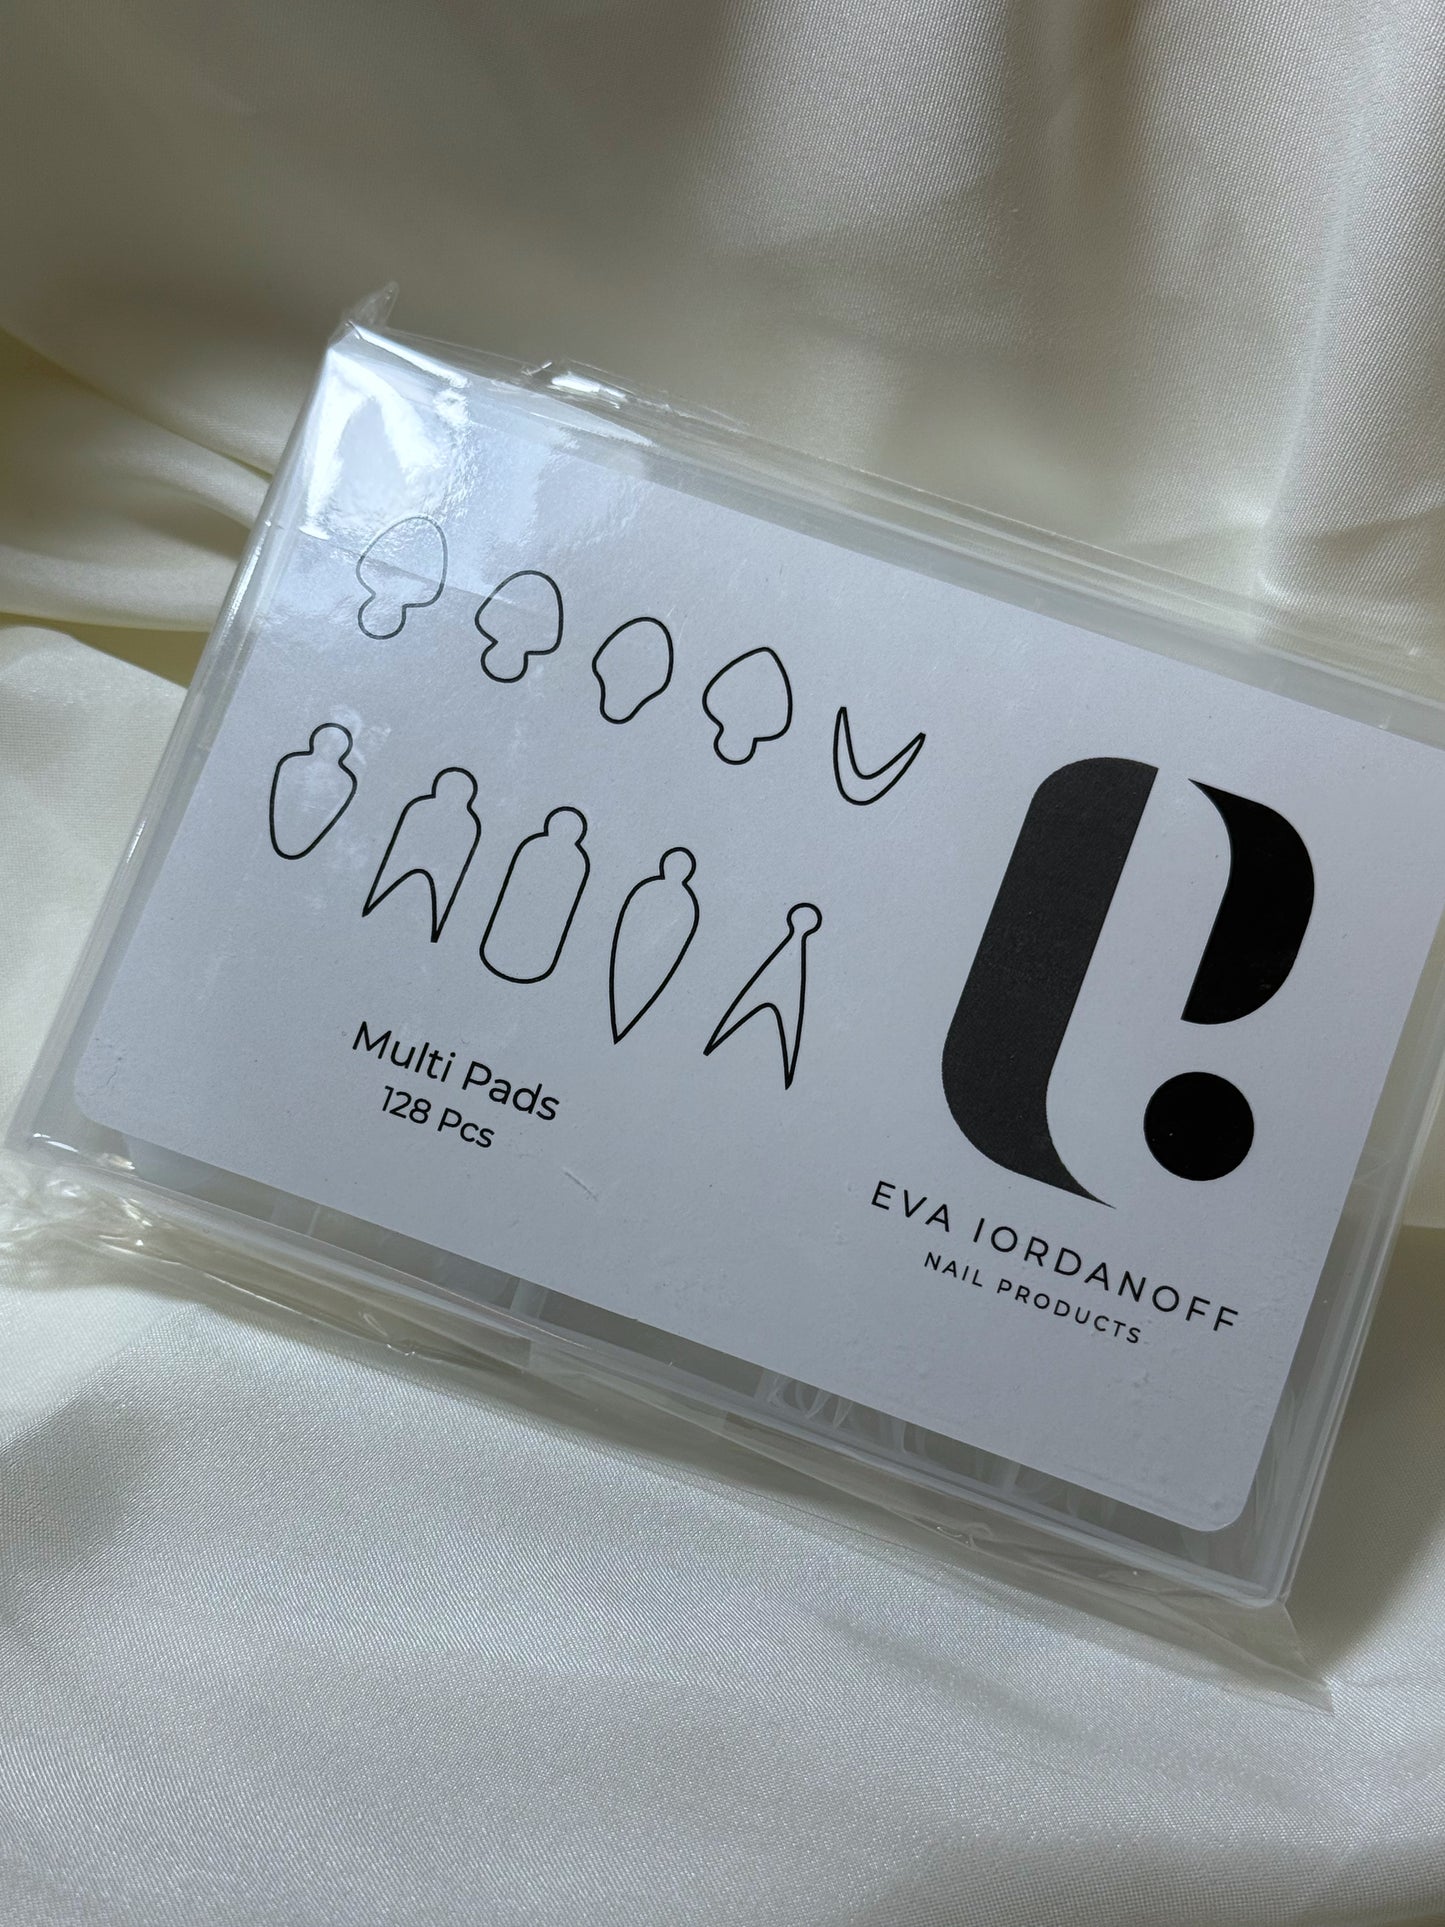 Multi Pads
128 Pcs
EVA IORDANOFF
NAIL PRODUCTS